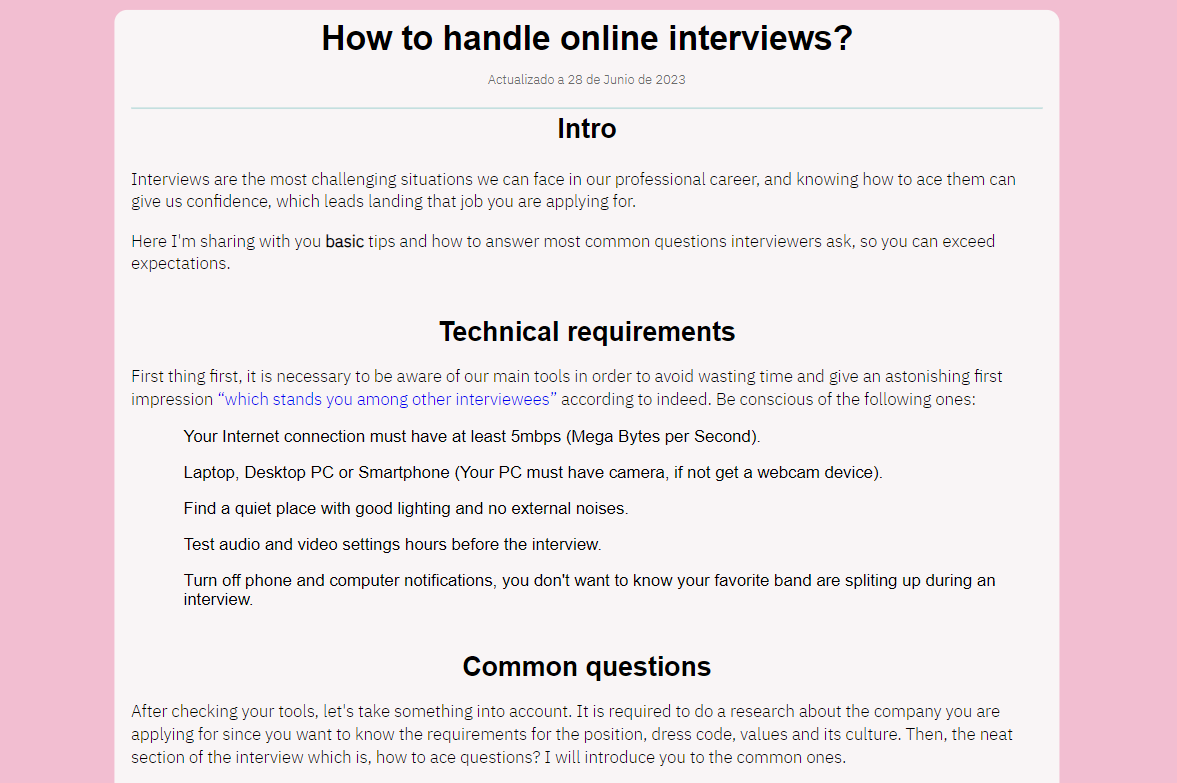 How to handle online interviews?
Actualizado a 28 de Junio de 2023
Intro
Interviews are the most challenging situations we can face in our professional career, and knowing how to ace them can
give us confidence, which leads landing that job you are applying for.
Here I'm sharing with you basic tips and how to answer most common questions interviewers ask, so you can exceed
expectations.
Technical requirements
First thing first, it is necessary to be aware of our main tools in order to avoid wasting time and give an astonishing first
impression “which stands you among other interviewees” according to indeed. Be conscious of the following ones:
Your Internet connection must have at least 5mbps (Mega Bytes per Second).
Laptop, Desktop PC or Smartphone (Your PC must have camera, if not get a webcam device).
Find a quiet place with good lighting and no external noises.
Test audio and video settings hours before the interview.
Turn off phone and computer notifications, you don't want to know your favorite band are spliting up during an
interview.
Common questions
After checking your tools, let's take something into account. It is required to do a research about the company you are
applying for since you want to know the requirements for the position, dress code, values and its culture. Then, the neat
section of the interview which is, how to ace questions? I will introduce you to the common ones.